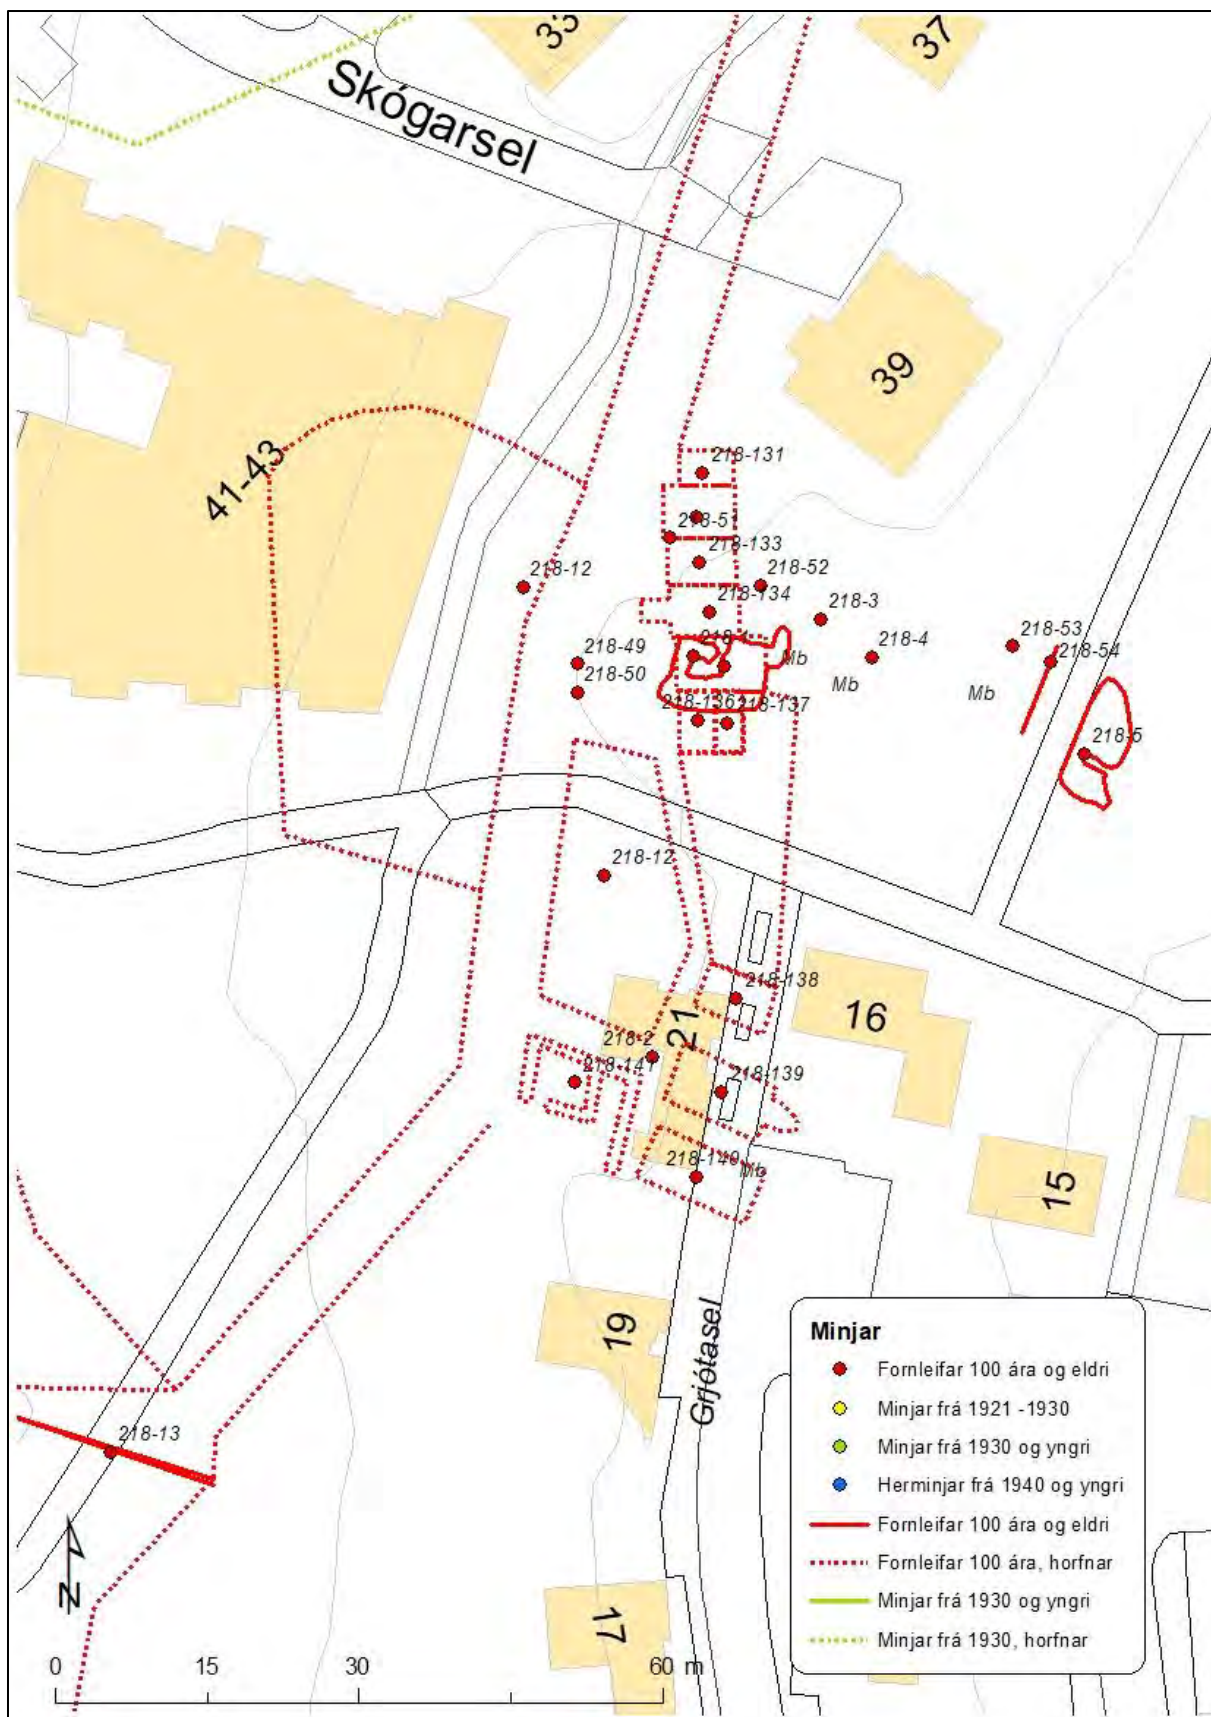 33
37
Skógarsel
39
41-43
218-131
218-51
218-133
218-52
218-12
218-134
218-3
218-1
218-4
218-53
218-49
218-54
Mb
218-50
Mb
Mb
218-136
218-137
218-5
218-12
218-138
16
21
218-2
218-141
218-139
218-140
Mb
15
19
Grjótasel
218-13
17
N
0 15 30 60 m
Minjar
Fornleifar 100 ára og eldri
Minjar frá 1921 -1930
Minjar frá 1930 og yngri
Herminjar frá 1940 og yngri
Fornleifar 100 ára og eldri
Fornleifar 100 ára, horfnar
Minjar frá 1930 og yngri
Minjar frá 1930, horfnar